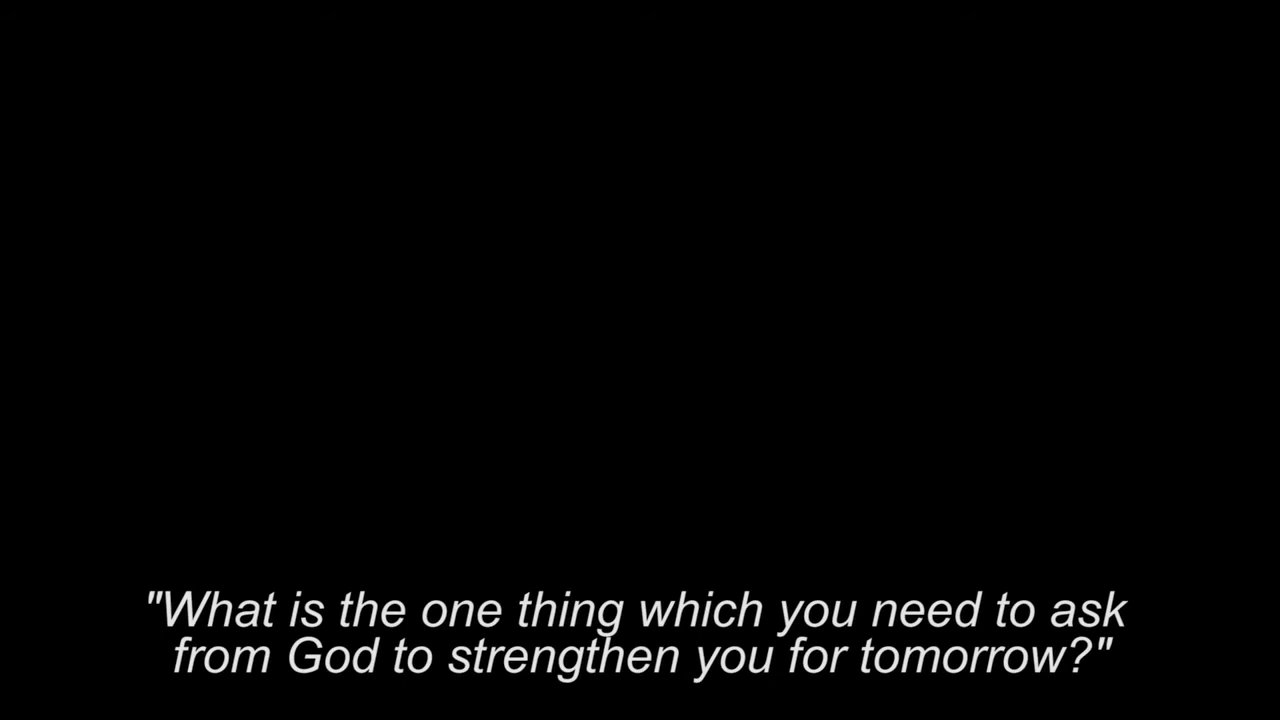 "What is the one thing which you need to ask
from God to strengthen you for tomorrow?"